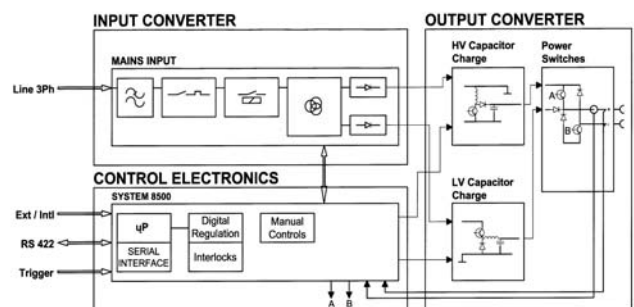 INPUT CONVERTER
OUTPUT CONVERTER
MAINS INPUT
HV Capacitor
Charge
Power
Switches
Line 3Ph
A
B
CONTROL ELECTRONICS
SYSTEM 8500
LV Capacitor
Charge
Ext / Intl
RS 422
Trigger
ųP
SERIAL
INTERFACE
Digital
Regulation
Interlocks
Manual
Controls
A
B